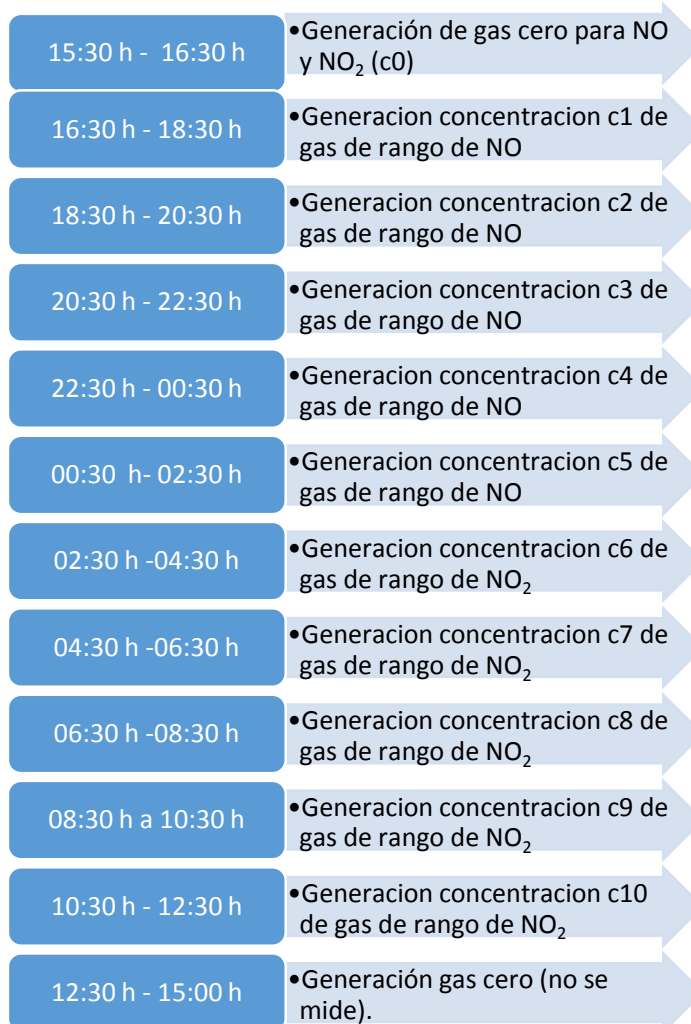 15:30 h - 16:30 h
•Generación de gas cero para NO
y NO₂ (c0)
16:30 h - 18:30 h
•Generacion concentracion c1 de
gas de rango de NO
18:30 h - 20:30 h
•Generacion concentracion c2 de
gas de rango de NO
20:30 h - 22:30 h
•Generacion concentracion c3 de
gas de rango de NO
22:30 h - 00:30 h
•Generacion concentracion c4 de
gas de rango de NO
00:30 h- 02:30 h
•Generacion concentracion c5 de
gas de rango de NO
02:30 h -04:30 h
•Generacion concentracion c6 de
gas de rango de NO₂
04:30 h -06:30 h
•Generacion concentracion c7 de
gas de rango de NO₂
06:30 h -08:30 h
•Generacion concentracion c8 de
gas de rango de NO₂
08:30 h a 10:30 h
•Generacion concentracion c9 de
gas de rango de NO₂
10:30 h - 12:30 h
•Generacion concentracion c10
de gas de rango de NO₂
12:30 h - 15:00 h
•Generación gas cero (no se
mide).